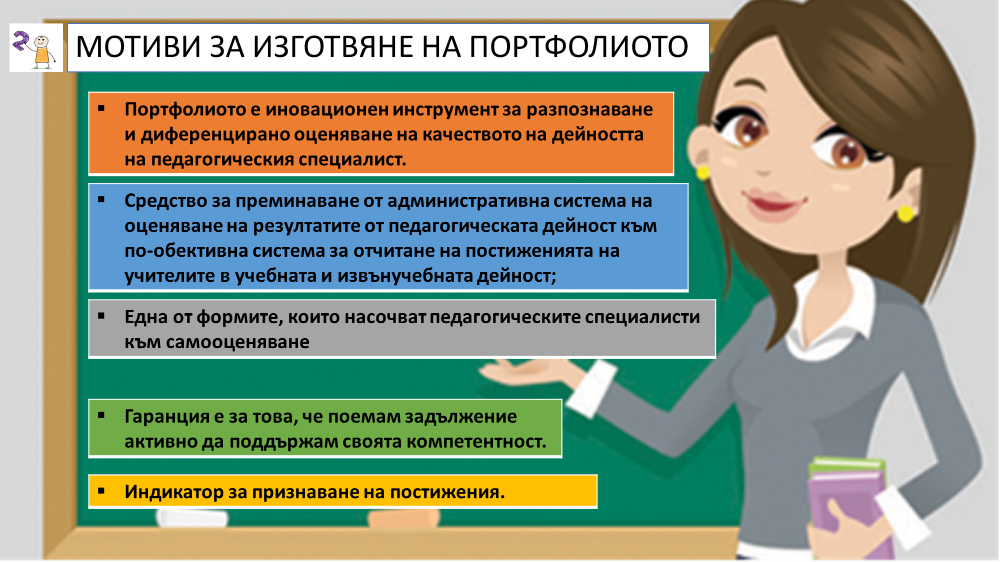 МОТИВИ ЗА ИЗГОТВЯНЕ НА ПОРТФОЛИОТО
▪ Портфолиото е иновационен инструмент за разпознаване
и диференцирано оценяване на качеството на дейността
на педагогическия специалист.
▪ Средство за преминаване от административна система на
оценяване на резултатите от педагогическата дейност към
по-обективна система за отчитане на постиженията на
учителите в учебната и извънучебната дейност;
▪ Една от формите, които насочват педагогическите специалисти
към самооценяване
▪ Гаранция е за това, че поемам задължение
активно да поддържам своята компетентност.
▪ Индикатор за признаване на постижения.